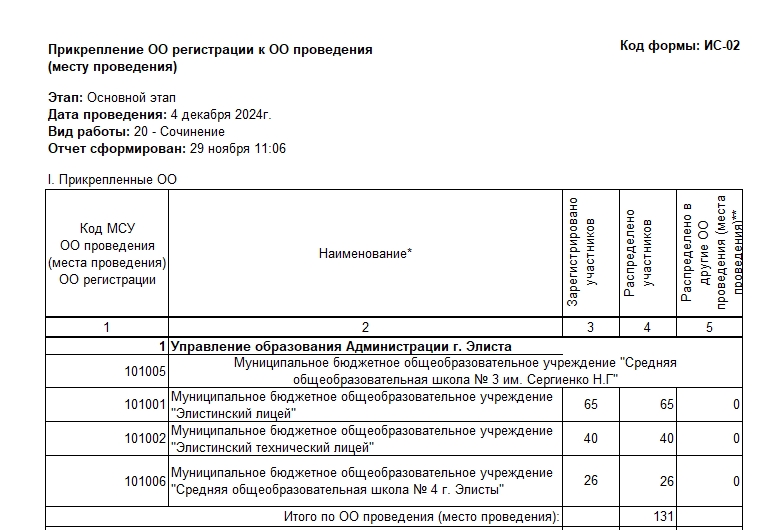 Код формы: ИС-02
Прикрепление ОО регистрации к ОО проведения
(месту проведения)
Этап: Основной этап
Дата проведения: 4 декабря 2024г.
Вид работы: 20 - Сочинение
Отчет сформирован: 29 ноября 11:06
I. Прикрепленные ОО
Код МСУ
ОО проведения
(места проведения)
ОО регистрации
Наименование*
Зарегистрировано
участников
Распределено
участников
Распределено в
другие ОО
проведения (места
проведения)**
1 2 3 4 5
1 Управление образования Администрации г. Элиста
101005 Муниципальное бюджетное общеобразовательное учреждение "Средняя
общеобразовательная школа № 3 им. Сергиенко Н.Г"
101001 Муниципальное бюджетное общеобразовательное учреждение
"Элистинский лицей" 65 65 0
101002 Муниципальное бюджетное общеобразовательное учреждение
"Элистинский технический лицей" 40 40 0
101006 Муниципальное бюджетное общеобразовательное учреждение
"Средняя общеобразовательная школа № 4 г. Элисты" 26 26 0
Итого по ОО проведения (место проведения): 131